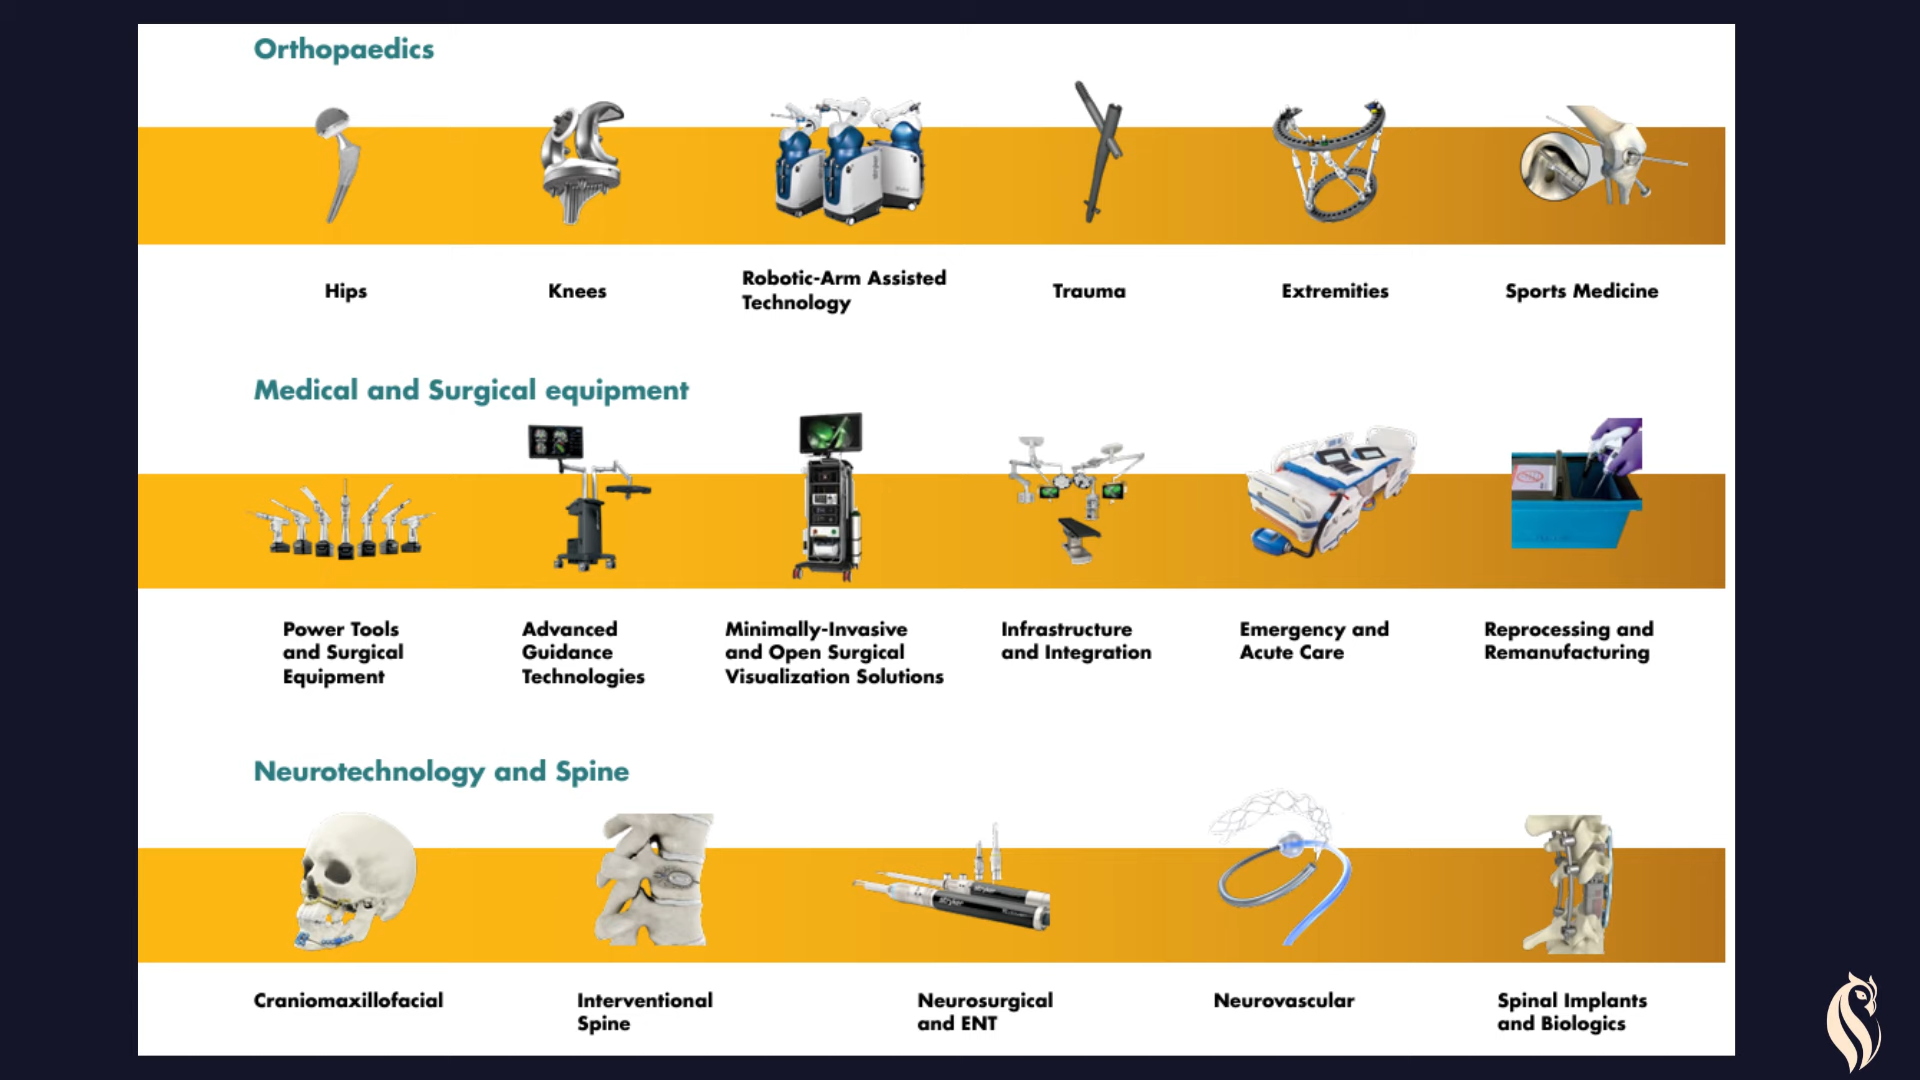 Orthopaedics
Hips
Knees
Robotic-Arm Assisted
Technology
Trauma
Extremities
Sports Medicine
Medical and Surgical equipment
Power Tools
and Surgical
Equipment
Advanced
Guidance
Technologies
Minimally-Invasive
and Open Surgical
Visualization Solutions
Infrastructure
and Integration
Emergency and
Acute Care
Reprocessing and
Remanufacturing
Neurotechnology and Spine
stryker
Craniomaxillofacial
Interventional
Spine
Neurosurgical
and ENT
Neurovascular
Spinal Implants
and Biologics